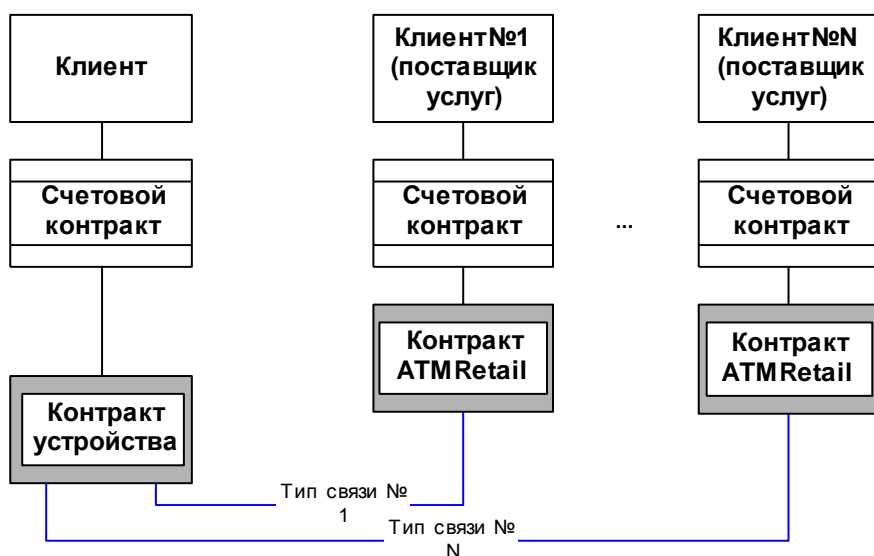 Клиент
Клиент№1
(поставщик
услуг)
Клиент№N
(поставщик
услуг)
Счетовой
контракт
Счетовой
контракт
...
Счетовой
контракт
Контракт
ATMRetail
Контракт
ATMRetail
Контракт
устройства
Тип связи №
1
Тип связи №
N